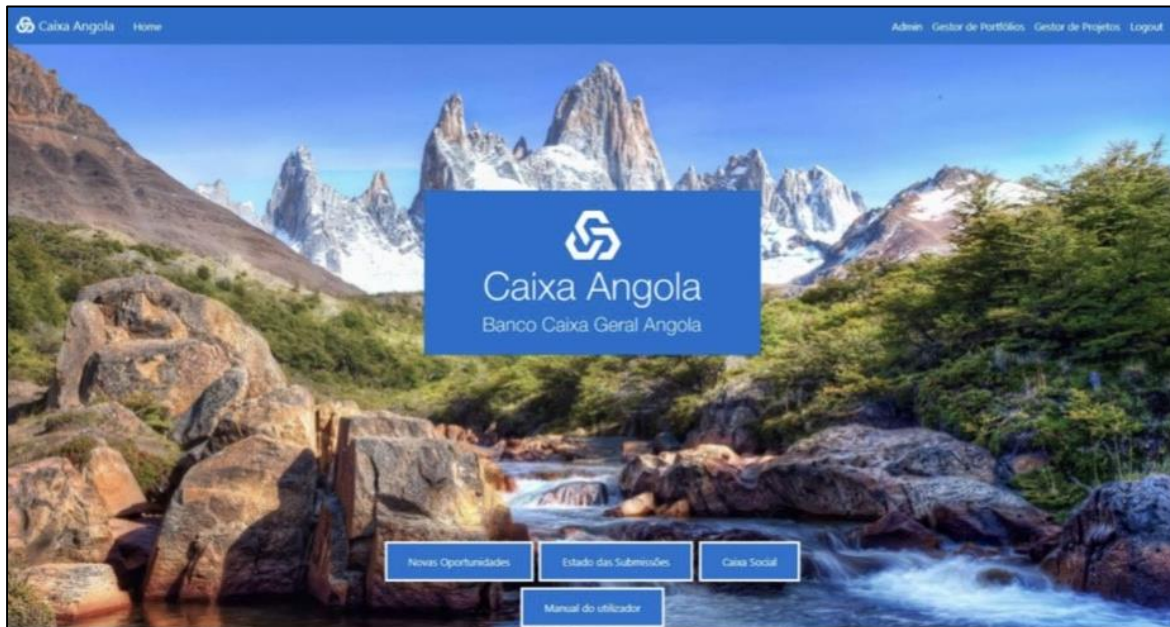 Caixa Angola Home Admin Gestor de Portfólios Gestor de Projetos Logout
Caixa Angola
Banco Caixa Geral Angola
Novas Oportunidades Estado das Submissões Caixa Social
Manual do utilizador